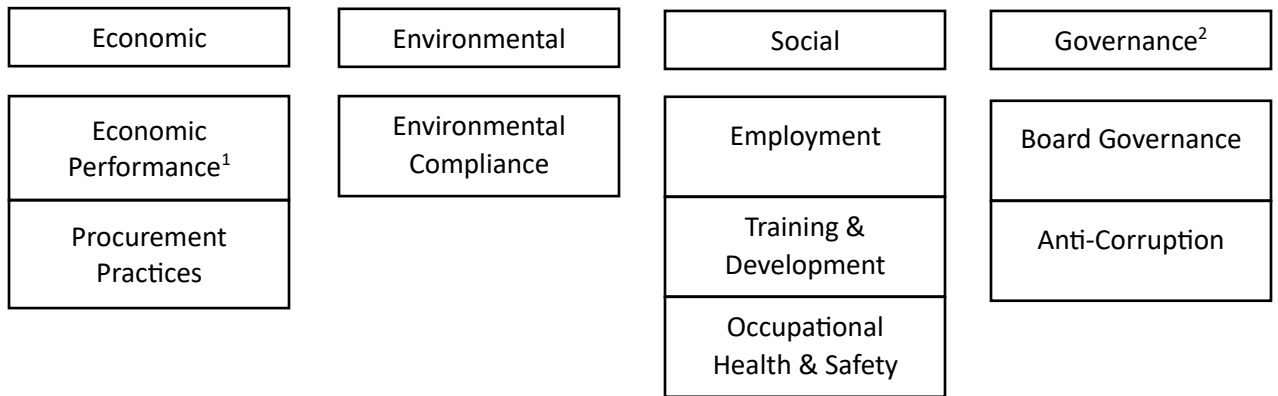 Economic
Environmental
Social
Governance²
Economic
Performance¹
Procurement
Practices
Environmental
Compliance
Employment
Training &
Development
Occupational
Health & Safety
Board Governance
Anti-Corruption